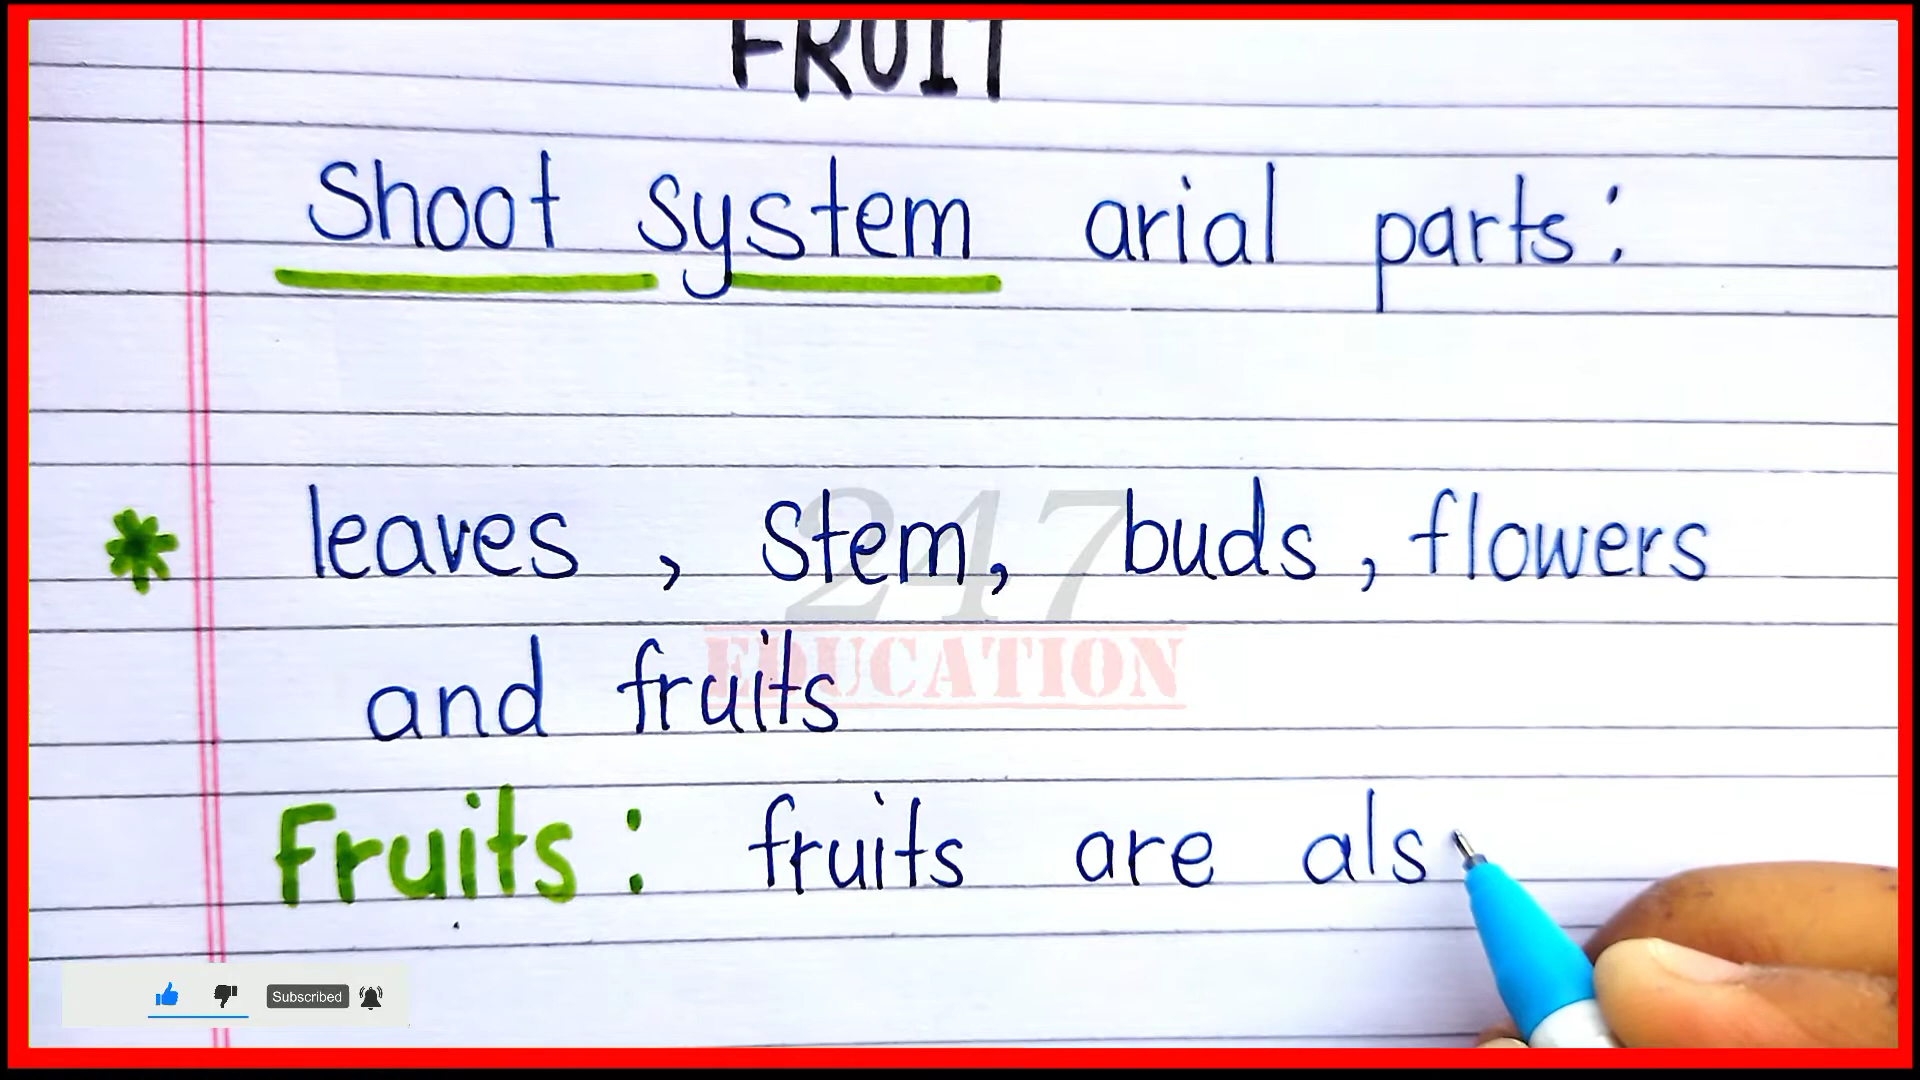 FRUIT
Shoot system arial parts:
* leaves, stem, buds, flowers
and fruits
247
EDUCATION
Fruits: fruits are als
Subscribed